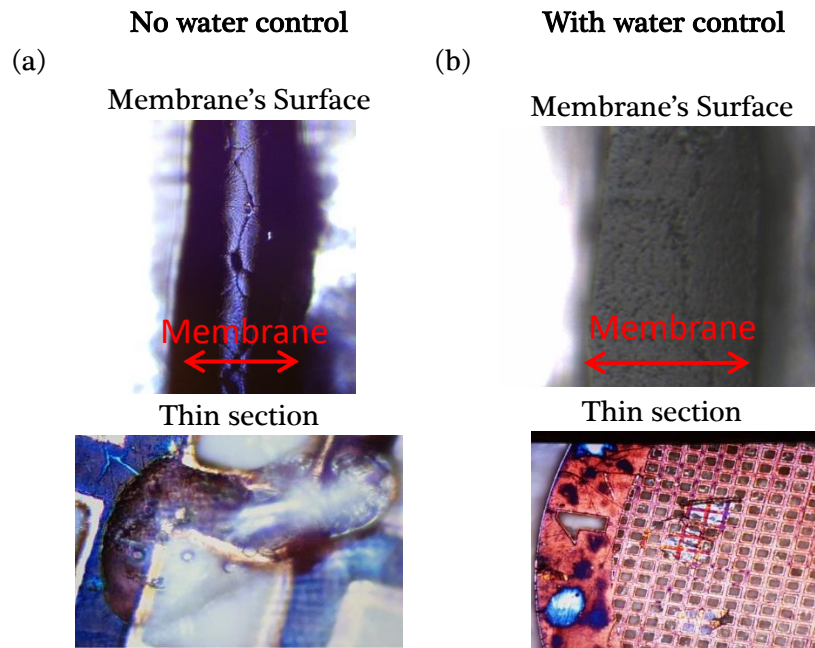 No water control
With water control
(a)
(b)
Membrane's Surface
Membrane's Surface
Membrane
Membrane
Thin section
Thin section